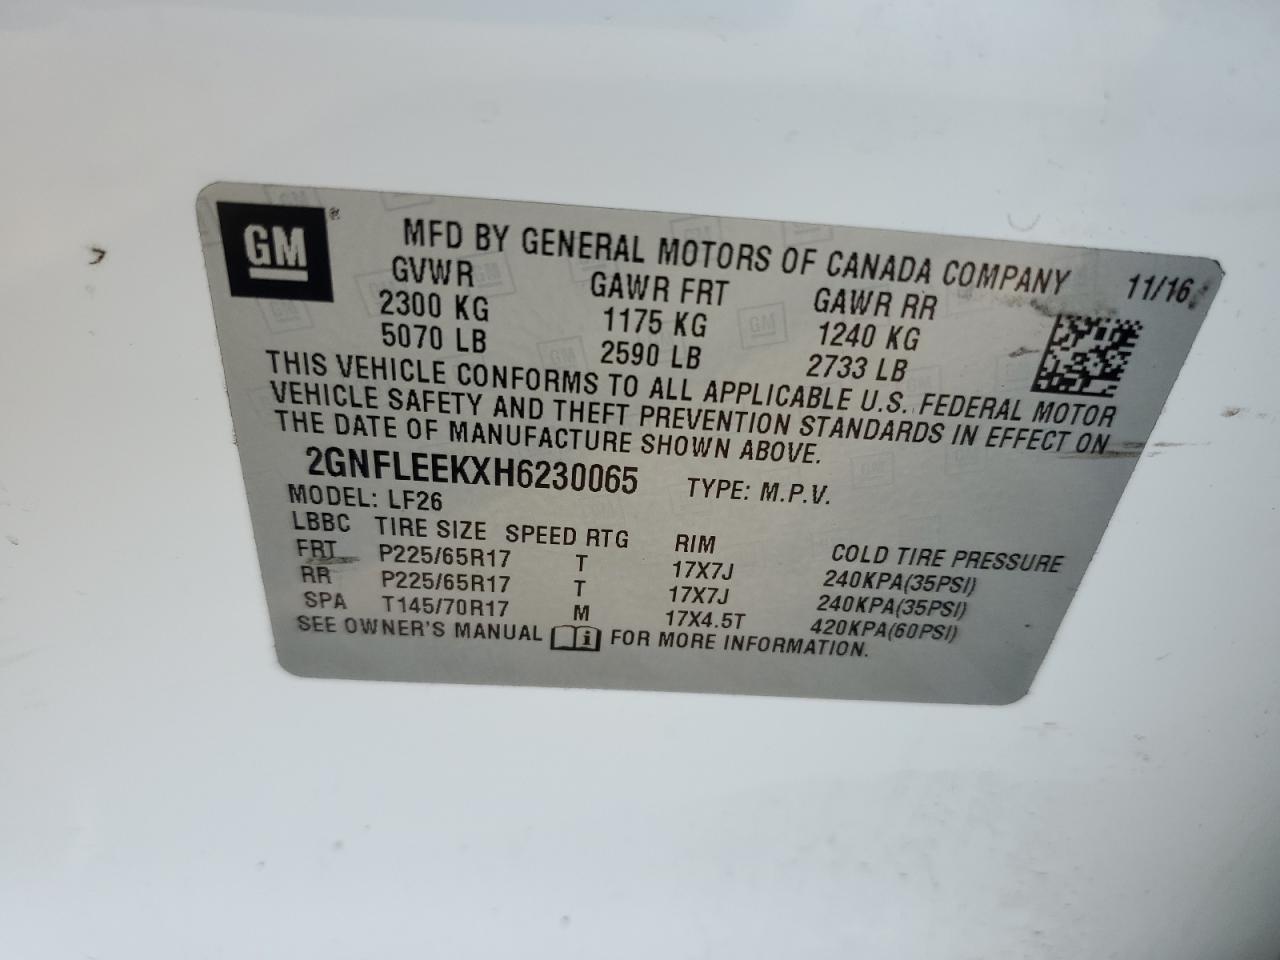 GM ®
MFD BY GENERAL MOTORS OF CANADA COMPANY 11/16
GVWR GAWR FRT GAWR RR
2300 KG 1175 KG 1240 KG
5070 LB 2590 LB 2733 LB
THIS VEHICLE CONFORMS TO ALL APPLICABLE U.S. FEDERAL MOTOR
VEHICLE SAFETY AND THEFT PREVENTION STANDARDS IN EFFECT ON
THE DATE OF MANUFACTURE SHOWN ABOVE.
2GNFLEEKXH6230065 TYPE: M.P.V.
MODEL: LF26
LBBC TIRE SIZE SPEED RTG RIM COLD TIRE PRESSURE
FRT P225/65R17 T 17X7J 240KPA(35PSI)
RR P225/65R17 T 17X7J 240KPA(35PSI)
SPA T145/70R17 M 17X4.5T 420KPA(60PSI)
SEE OWNER'S MANUAL i FOR MORE INFORMATION.